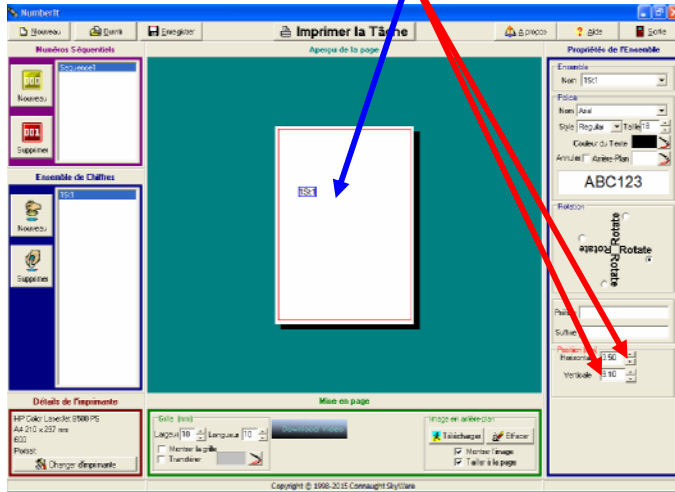 NumberIt
Nouveau Ouvrir Enregistrer Imprimer la Tâche A propos Aide Sortie
Numéros Séquentiels Aperçu de la page Propriétés de l'Ensemble
Nouveau
Supprimer
Sequence1
Ensemble de Chiffres
Nouveau
Supprimer
1St1
1St1
Ensemble
Nom 1St1
Police
Nom Arial
Style Regular Taille 18
Couleur du Texte
Annuler Arrière-Plan
ABC123
Rotation
Rotate
Rotate
Rotate
Rotate
Suffixe
Position
Horizontale 3.50
Verticale 9.10
Détails de l'imprimante Mise en page
HP Color LaserJet 8500 PS
A4 210 x 297 mm
600
Portrait
Changer d'imprimante
Grille (mm)
Largeur 10 Longueur 10
Montrer la grille
Transférer
Download Video
Image en arrière-plan
Télécharger Effacer
Montrer l'image
Tailler à la page
Copyright © 1998-2015 Connaught SkyWare